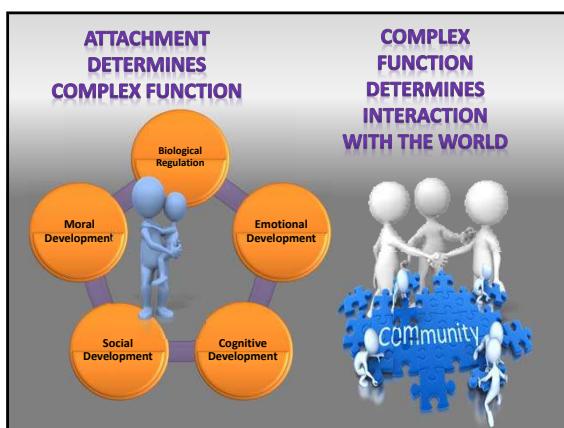 ATTACHMENT
DETERMINES
COMPLEX FUNCTION
COMPLEX
FUNCTION
DETERMINES
INTERACTION
WITH THE WORLD
Biological
Regulation
Moral
Development
Emotional
Development
Social
Development
Cognitive
Development
community